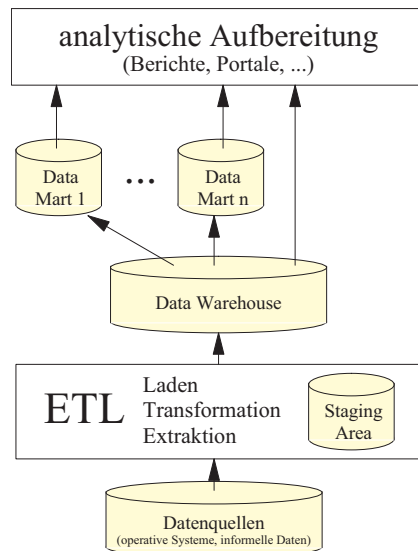 analytische Aufbereitung
(Berichte, Portale, ...)
Data
Mart 1
...
Data
Mart n
Data Warehouse
ETL
Laden
Transformation
Extraktion
Staging
Area
Datenquellen
(operative Systeme, informelle Daten)